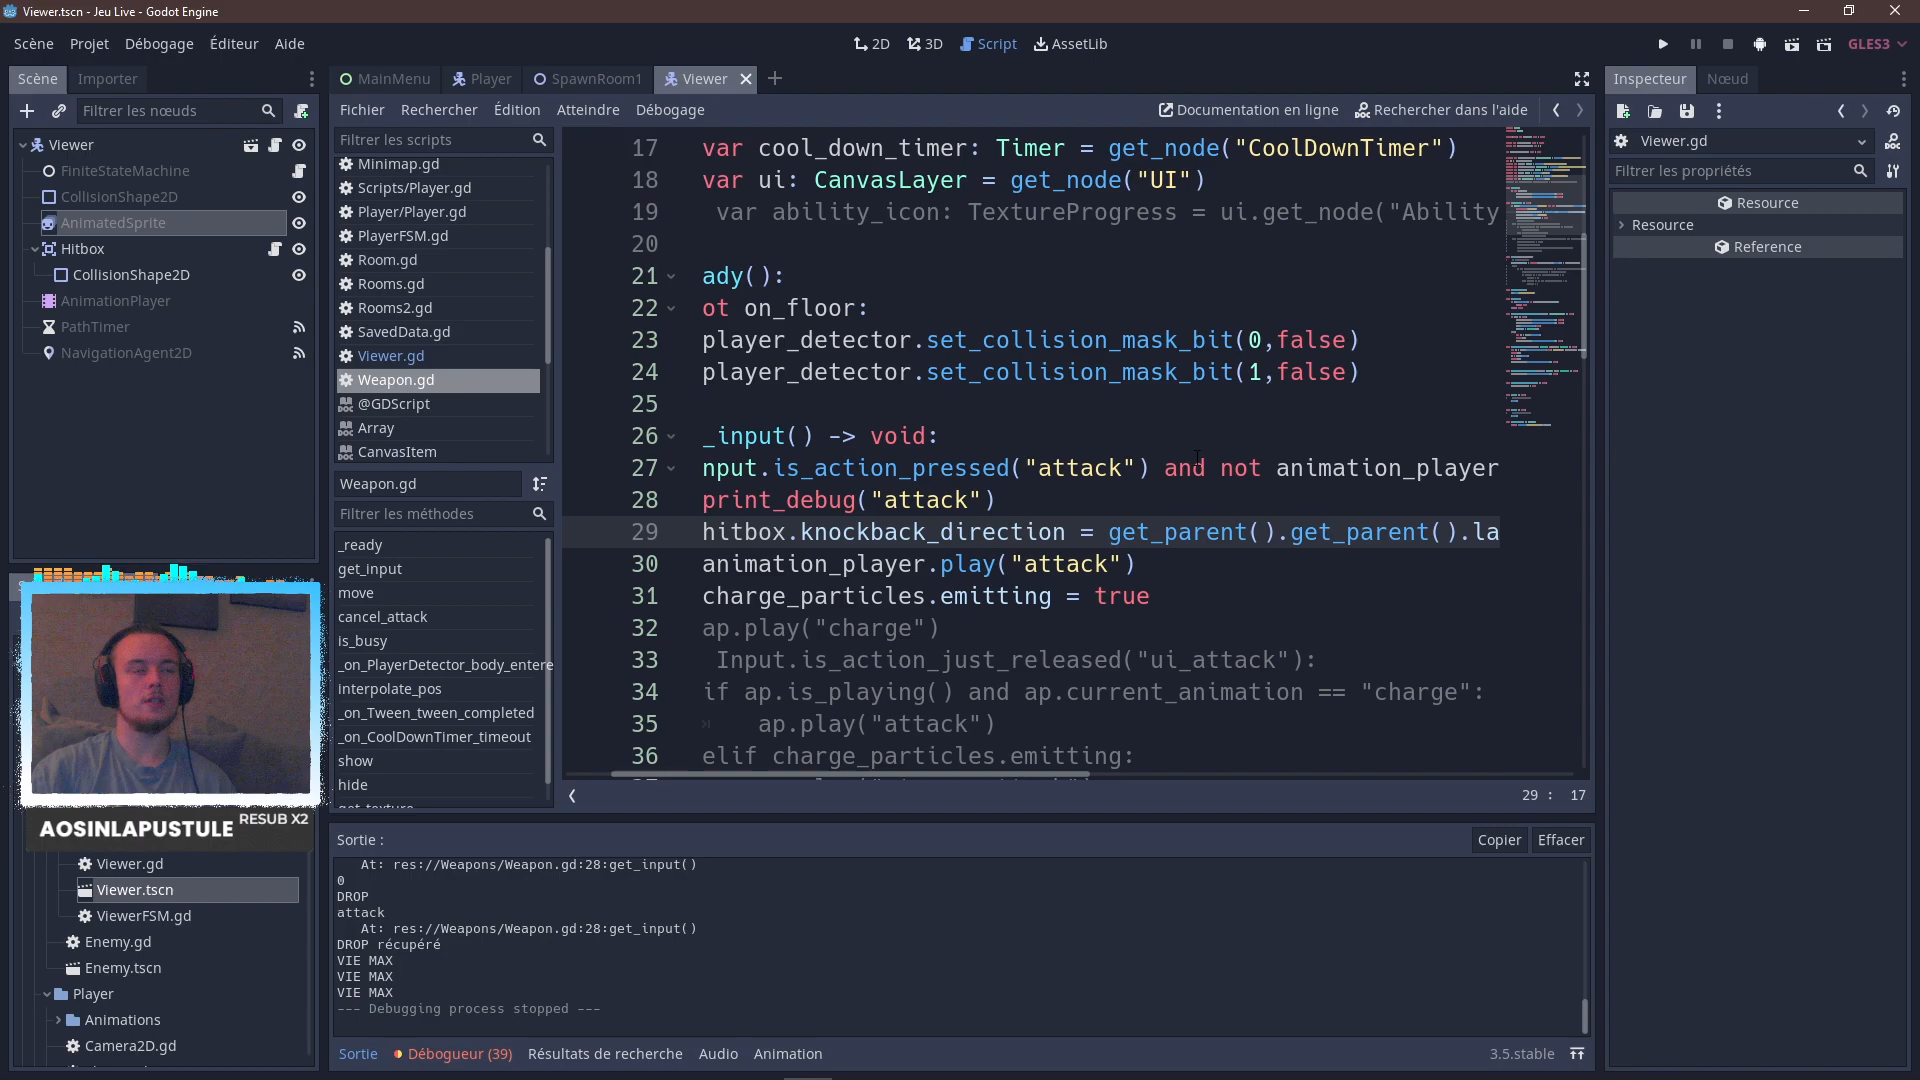 Viewer.tscn - Jeu Live - Godot Engine
Scène Projet Débogage Éditeur Aide
2D 3D Script AssetLib
GLES3
Scène Importer
Filtrer les nœuds
Viewer
FiniteStateMachine
CollisionShape2D
AnimatedSprite
Hitbox
CollisionShape2D
AnimationPlayer
PathTimer
NavigationAgent2D
AOSINLAPUSTULE RESUB X2
Viewer.gd
Viewer.tscn
ViewerFSM.gd
Enemy.gd
Enemy.tscn
Player
Animations
Camera2D.gd
MainMenu Player SpawnRoom1 Viewer
Fichier Rechercher Édition Atteindre Débogage
Documentation en ligne Rechercher dans l'aide
Filtrer les scripts
Minimap.gd
Scripts/Player.gd
Player/Player.gd
PlayerFSM.gd
Room.gd
Rooms.gd
Rooms2.gd
SavedData.gd
Viewer.gd
Weapon.gd
@GDScript
Array
CanvasItem
Weapon.gd
Filtrer les méthodes
_ready
get_input
move
cancel_attack
is_busy
_on_PlayerDetector_body_entere
interpolate_pos
_on_Tween_tween_completed
_on_CoolDownTimer_timeout
show
hide
17 var cool_down_timer: Timer = get_node("CoolDownTimer")
18 var ui: CanvasLayer = get_node("UI")
19 var ability_icon: TextureProgress = ui.get_node("Ability
20
21 ady():
22 ot on_floor:
23 player_detector.set_collision_mask_bit(0,false)
24 player_detector.set_collision_mask_bit(1,false)
25
26 _input() -> void:
27 nput.is_action_pressed("attack") and not animation_player
28 print_debug("attack")
29 hitbox.knockback_direction = get_parent().get_parent().la
30 animation_player.play("attack")
31 charge_particles.emitting = true
32 ap.play("charge")
33 Input.is_action_just_released("ui_attack"):
34 if ap.is_playing() and ap.current_animation == "charge":
35 ap.play("attack")
36 elif charge_particles.emitting:
29 : 17
Sortie :
Copier Effacer
At: res://Weapons/Weapon.gd:28:get_input()
0
DROP
attack
At: res://Weapons/Weapon.gd:28:get_input()
DROP récupéré
VIE MAX
VIE MAX
VIE MAX
--- Debugging process stopped ---
Sortie Débogueur (39) Résultats de recherche Audio Animation
3.5.stable
Inspecteur Nœud
Viewer.gd
Filtrer les propriétés
Resource
Resource
Reference